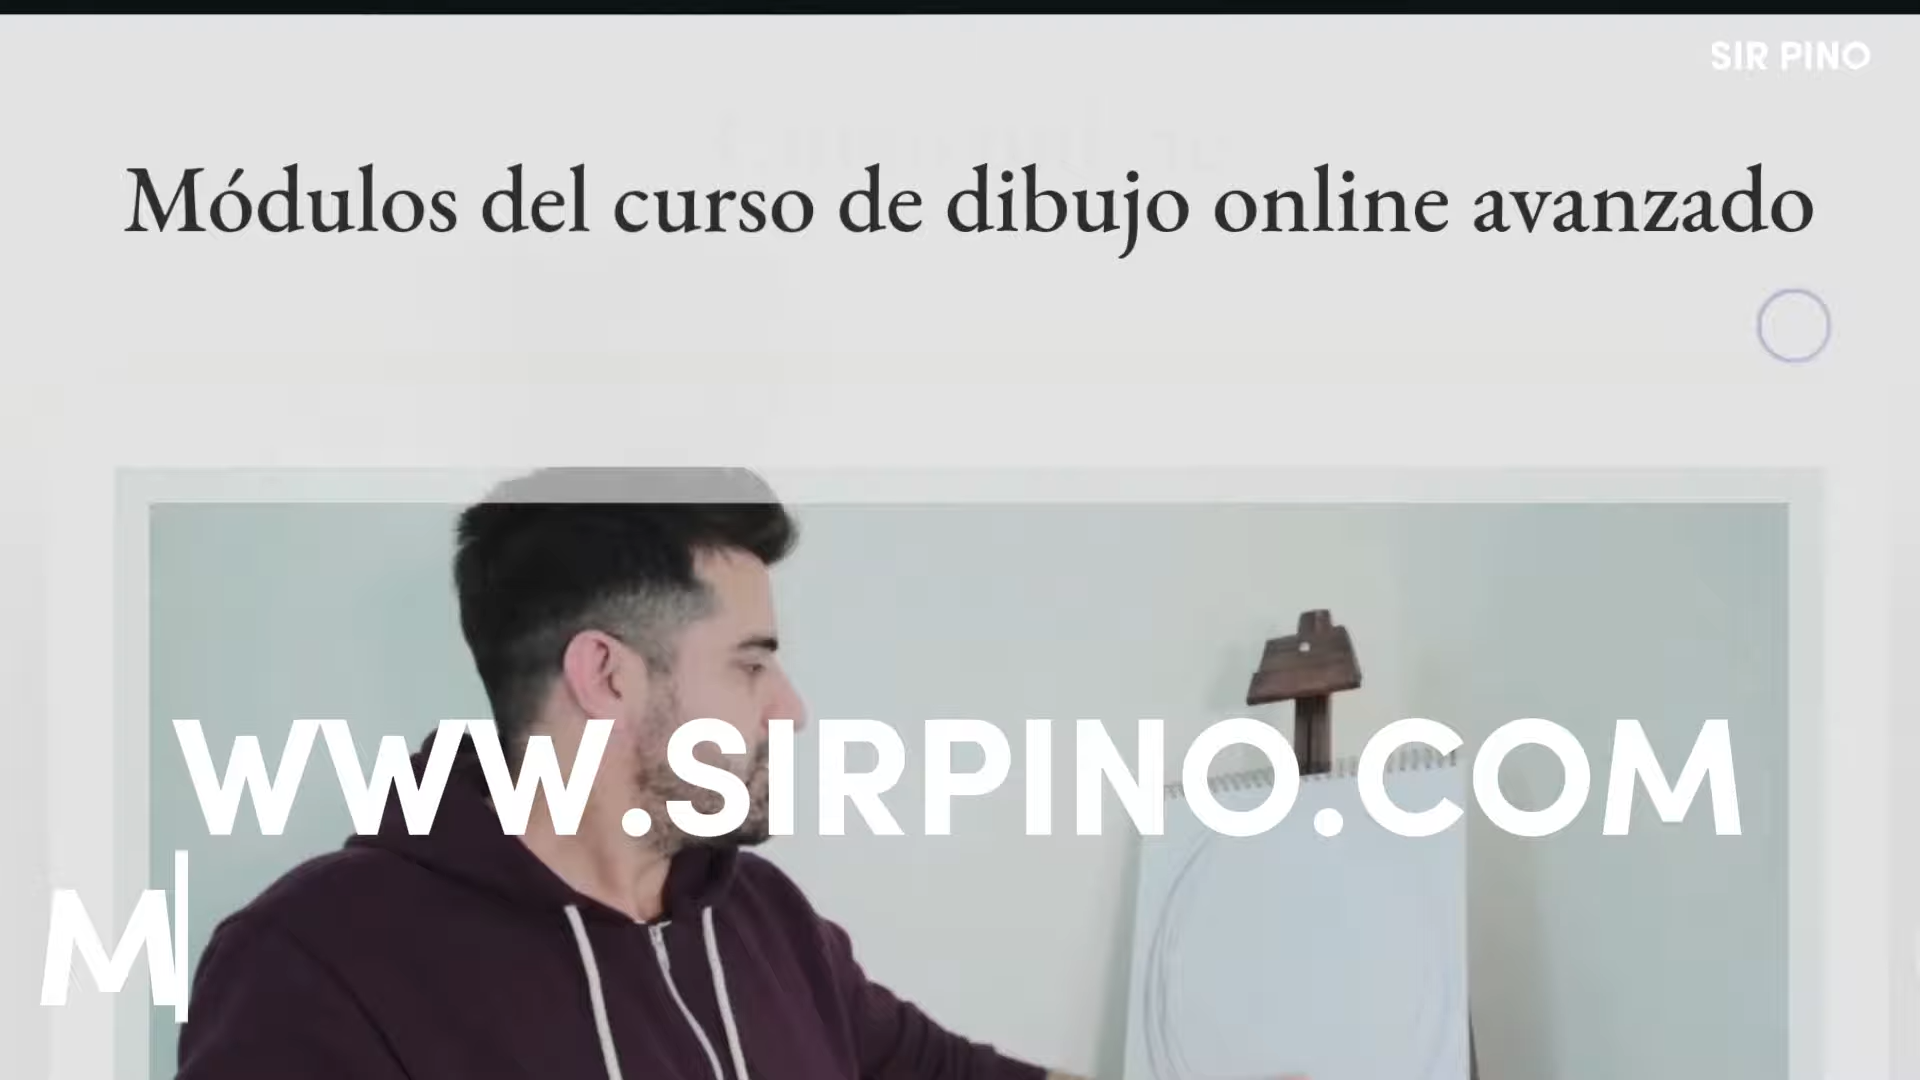 SIR PINO
Módulos del curso de dibujo online avanzado
WWW.SIRPINO.COM
M